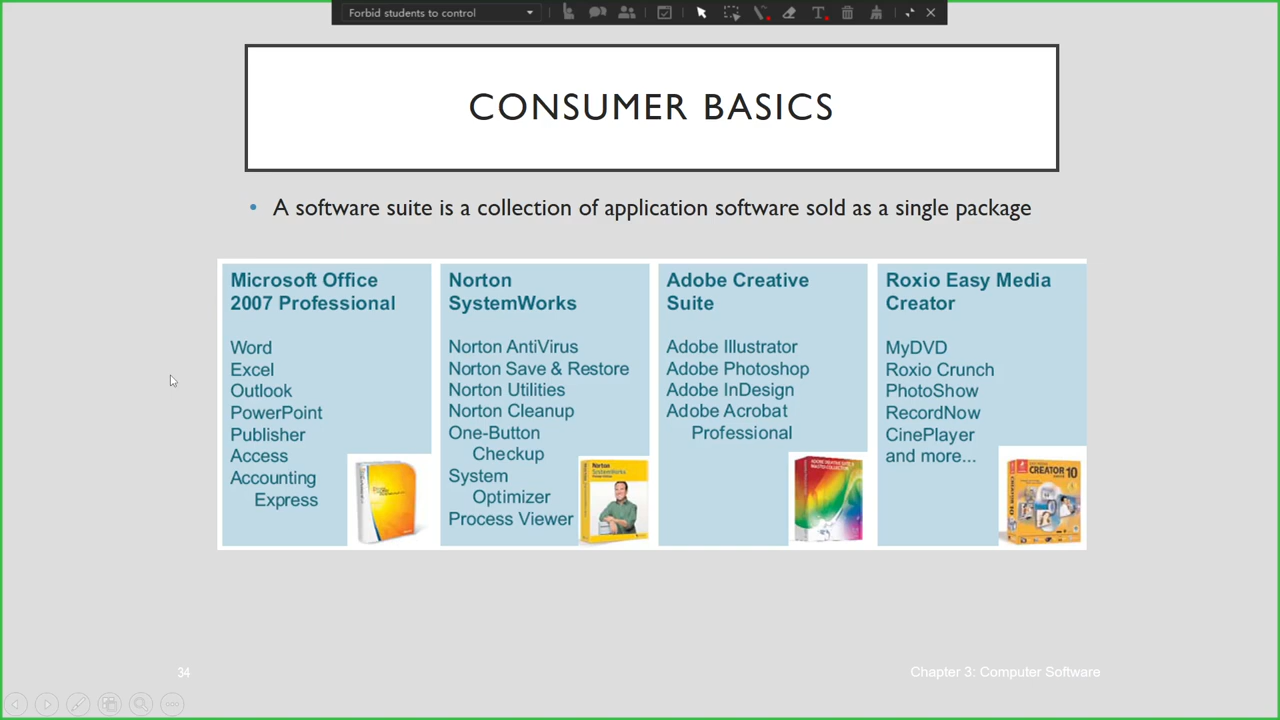 Forbid students to control
CONSUMER BASICS
• A software suite is a collection of application software sold as a single package
Microsoft Office
2007 Professional
Word
Excel
Outlook
PowerPoint
Publisher
Access
Accounting
Express
Norton
SystemWorks
Norton AntiVirus
Norton Save & Restore
Norton Utilities
Norton Cleanup
One-Button
Checkup
System
Optimizer
Process Viewer
Norton
SystemWorks
Adobe Creative
Suite
Adobe Illustrator
Adobe Photoshop
Adobe InDesign
Adobe Acrobat
Professional
Roxio Easy Media
Creator
MyDVD
Roxio Crunch
PhotoShow
RecordNow
CinePlayer
and more...
CREATOR 10
34
Chapter 3: Computer Software